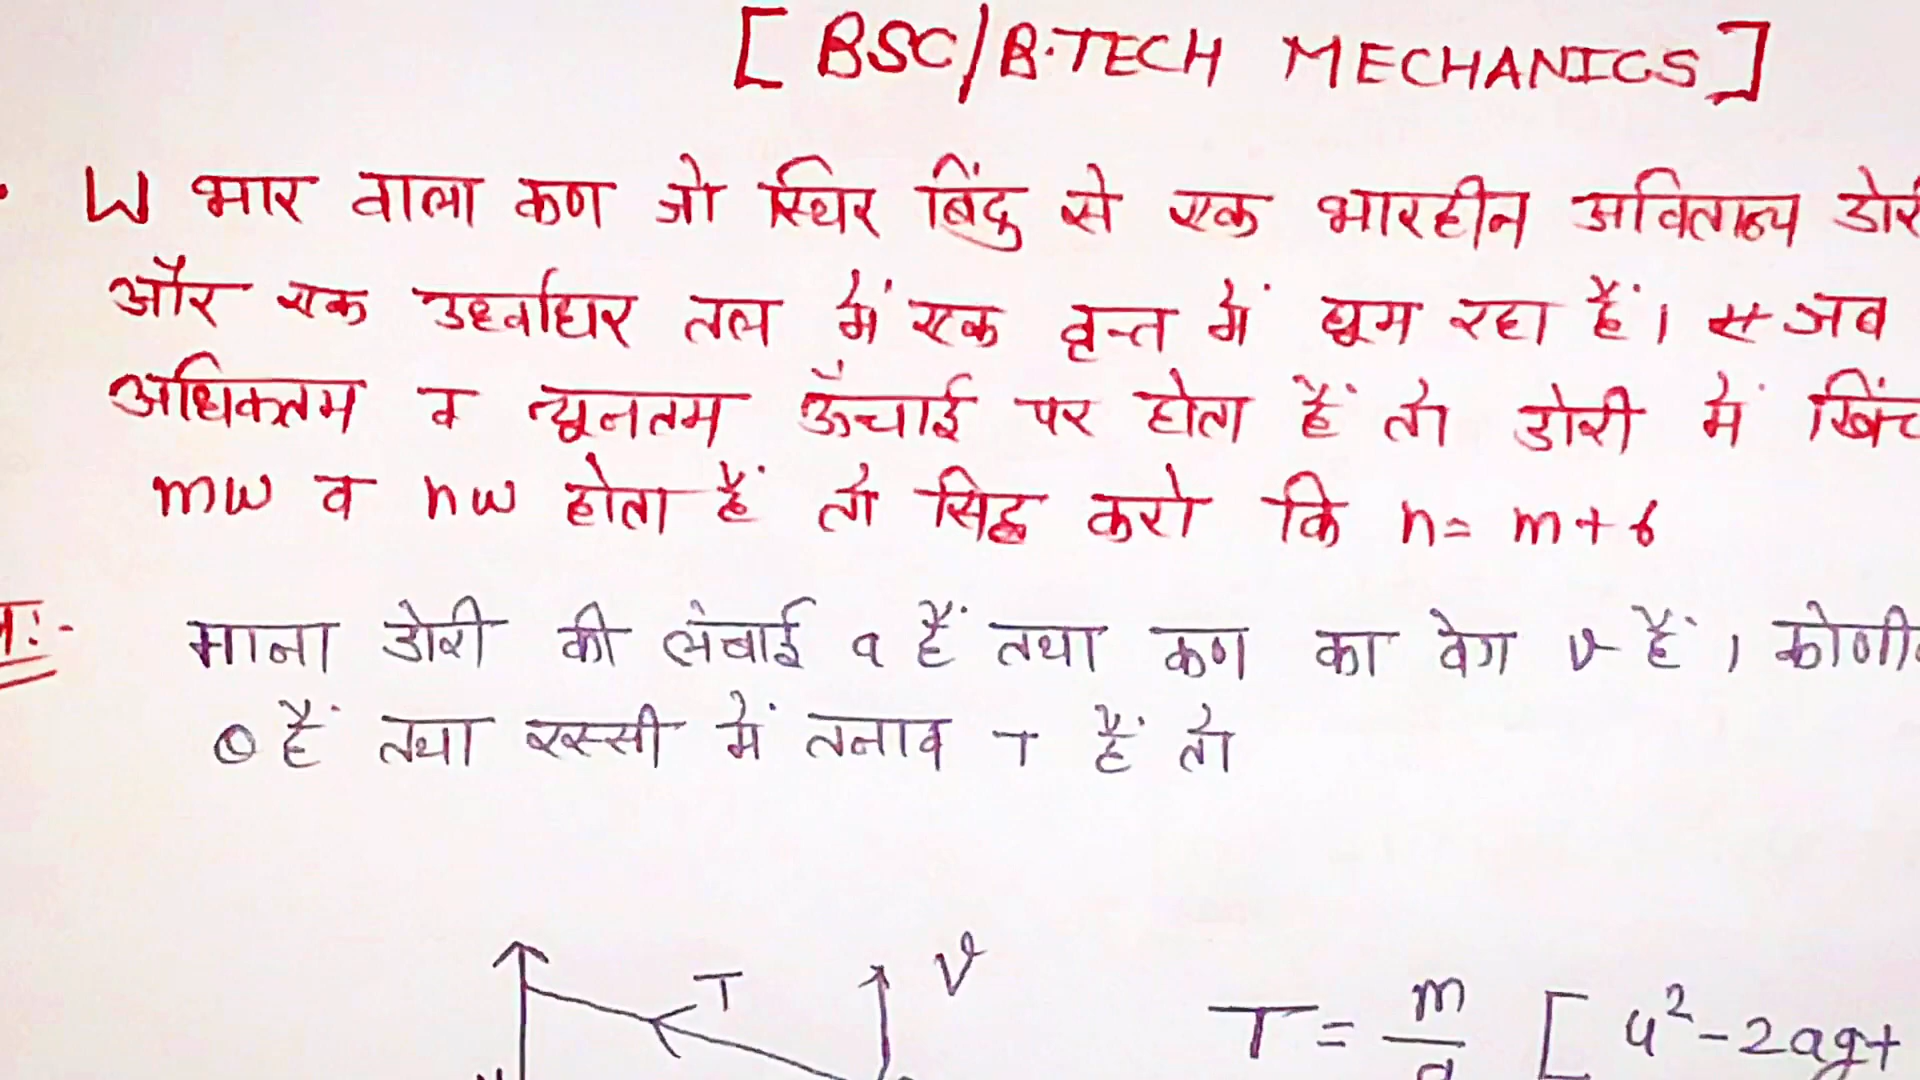 [ BSC/B.TECH MECHANICS ]
W भार वाला कण जो स्थिर बिंदु से एक भारहीन अवितान्य
और एक उर्ध्वाधर तल में एक वृन्त में घूम रहा हैं। जब
अधिकतम व न्यूनतम ऊँचाई पर होता हैं तो डोरी में
mw व nw होता हैं तो सिद्ध करो कि n = m + 6
माना डोरी की लंबाई a हैं तथा कण का वेग v हैं,
θ हैं तथा रस्सी में तनाव T हैं तो
T
V
T = m/a [ u² - 2ag +